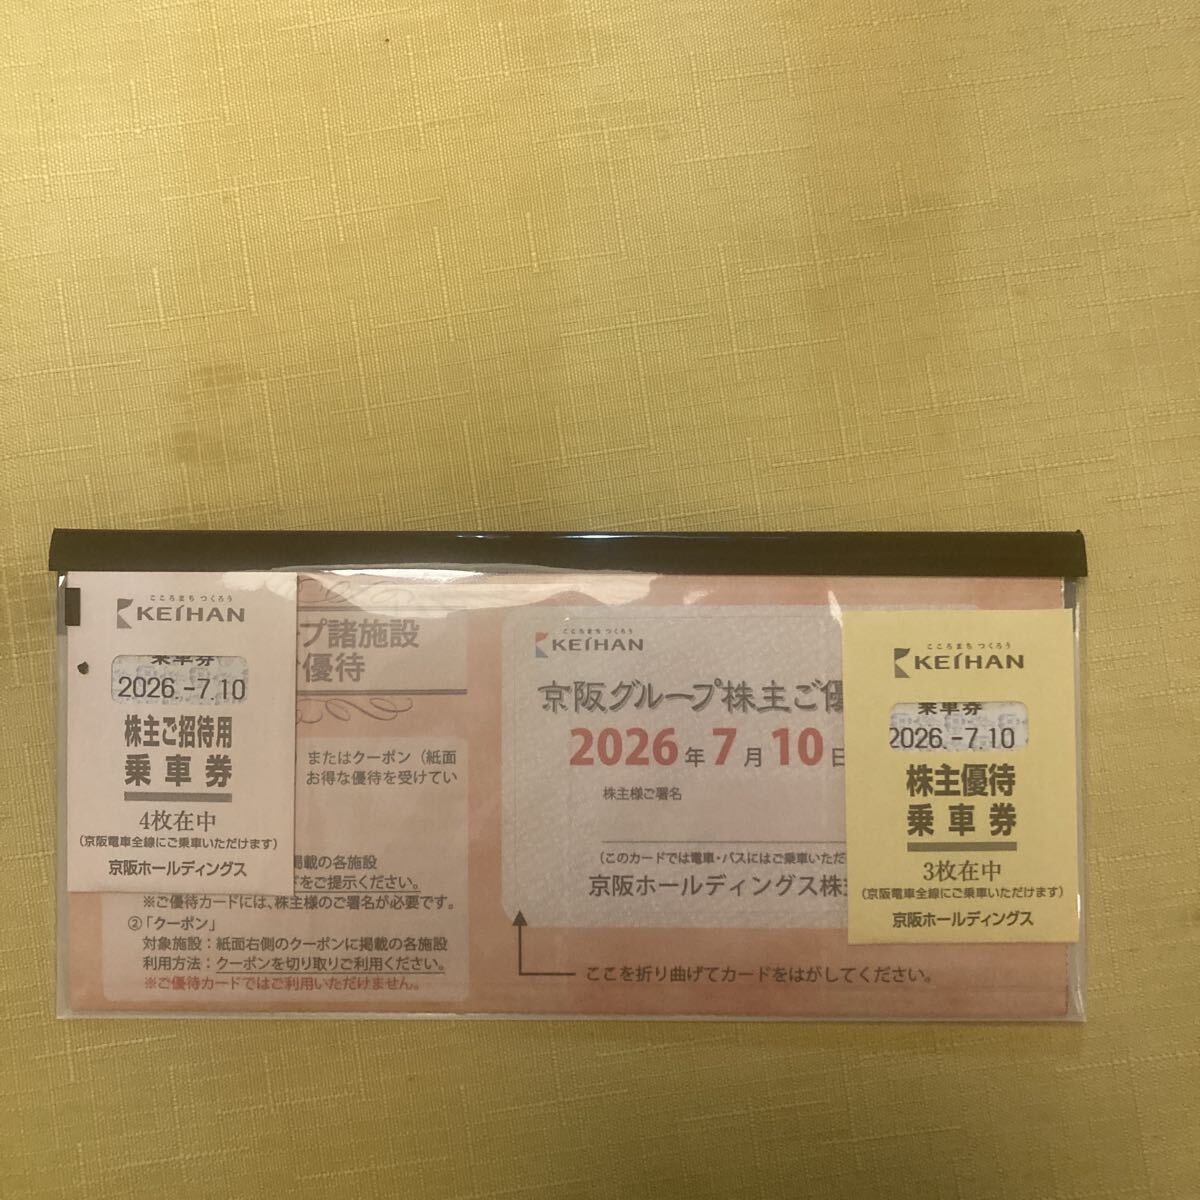 こころまち つくろう
KEIHAN
乗車券
2026.-7.10
株主ご招待用
乗車券
4枚在中
(京阪電車全線にご乗車いただけます)
京阪ホールディングス
プ諸施設
優待
またはクーポン（紙面
お得な優待を受けてい
掲載の各施設
をご提示ください。
※ご優待カードには、株主様のご署名が必要です。
②「クーポン」
対象施設：紙面右側のクーポンに掲載の各施設
利用方法：クーポンを切り取りご利用ください。
※ご優待カードではご利用いただけません。
こころまち つくろう
KEIHAN
京阪グループ株主ご優
2026年7月10日
株主様ご署名
(このカードでは電車・バスにはご乗車いただ
京阪ホールディングス株
ここを折り曲げてカードをはがしてください。
こころまち つくろう
KEIHAN
乗車券
2026.-7.10
株主優待
乗車券
3枚在中
(京阪電車全線にご乗車いただけます)
京阪ホールディングス